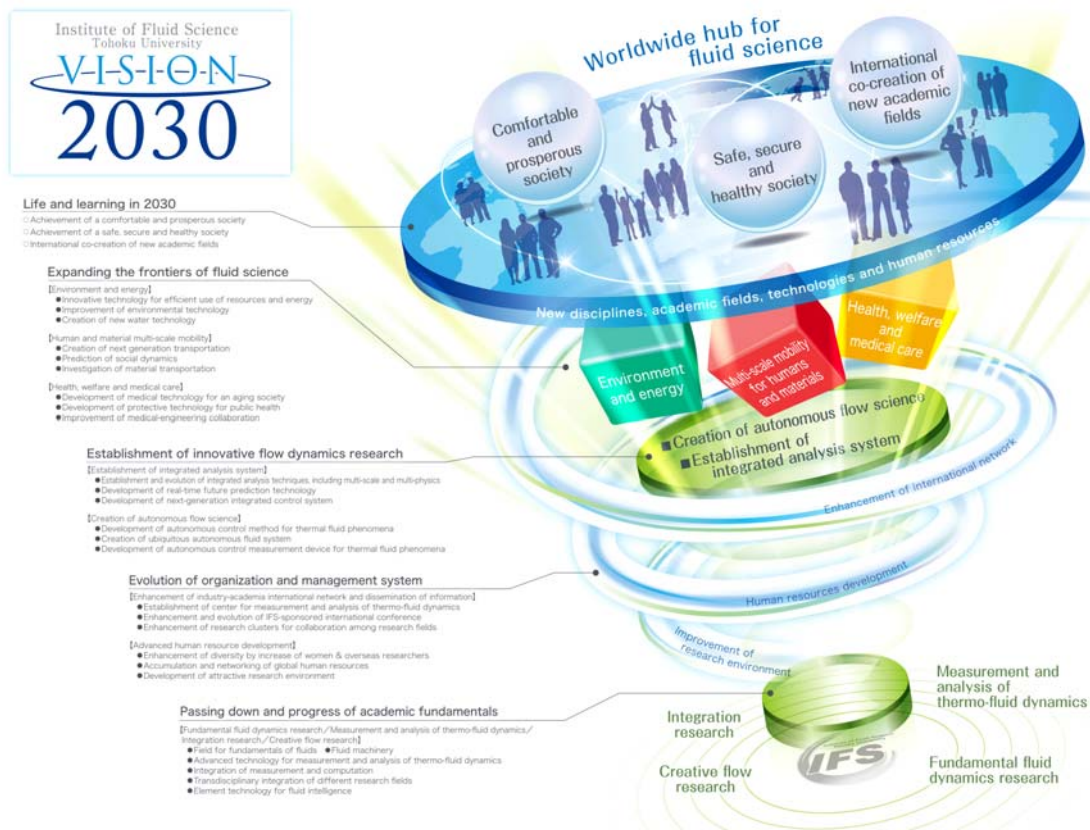 Institute of Fluid Science
Tohoku University
VISION
2030
Life and learning in 2030
○Achievement of a comfortable and prosperous society
○Achievement of a safe, secure and healthy society
○International co-creation of new academic fields
Expanding the frontiers of fluid science
【Environment and energy】
●Innovative technology for efficient use of resources and energy
●Improvement of environmental technology
●Creation of new water technology
【Human and material multi-scale mobility】
●Creation of next generation transportation
●Prediction of social dynamics
●Investigation of material transportation
【Health, welfare and medical care】
●Development of medical technology for an aging society
●Development of protective technology for public health
●Improvement of medical-engineering collaboration
Establishment of innovative flow dynamics research
【Establishment of integrated analysis system】
●Establishment and evolution of integrated analysis techniques, including multi-scale and multi-physics
●Development of real-time future prediction technology
●Development of next-generation integrated control system
【Creation of autonomous flow science】
●Development of autonomous control method for thermal fluid phenomena
●Creation of ubiquitous autonomous fluid system
●Development of autonomous control measurement device for thermal fluid phenomena
Evolution of organization and management system
【Enhancement of industry-academia international network and dissemination of information】
●Establishment of center for measurement and analysis of thermo-fluid dynamics
●Enhancement and evolution of IFS-sponsored international conference
●Enhancement of research clusters for collaboration among research fields
【Advanced human resource development】
●Enhancement of diversity by increase of women & overseas researchers
●Accumulation and networking of global human resources
●Development of attractive research environment
Passing down and progress of academic fundamentals
【Fundamental fluid dynamics research／Measurement and analysis of thermo-fluid dynamics／
Integration research／Creative flow research】
●Field for fundamentals of fluids ●Fluid machinery
●Advanced technology for measurement and analysis of thermo-fluid dynamics
●Integration of measurement and computation
●Transdisciplinary integration of different research fields
●Element technology for fluid intelligence
Worldwide hub for
fluid science
Comfortable
and
prosperous
society
Safe, secure
and
healthy society
International
co-creation of
new academic
fields
New disciplines, academic fields, technologies and human resources
Environment
and energy
Multi-scale mobility
for humans
and materials
Health, welfare
and
medical care
■Creation of autonomous flow science
■Establishment of
integrated analysis system
Enhancement of international network
Human resources development
Improvement of
research environment
Measurement and
analysis of
thermo-fluid dynamics
Integration
research
IFS
Creative flow
research
Fundamental fluid
dynamics research